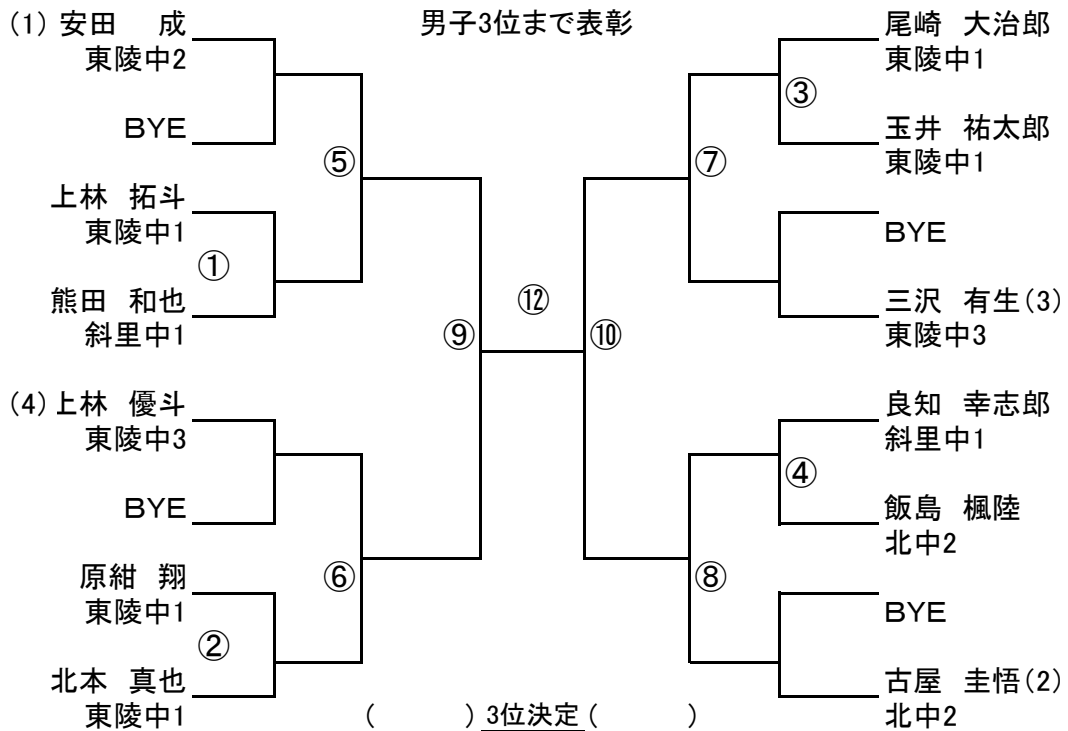 男子3位まで表彰
(1) 安田　成
東陵中2
BYE
⑤
上林　拓斗
東陵中1
①
熊田　和也
斜里中1
⑨
(4) 上林　優斗
東陵中3
BYE
⑥
原紺　翔
東陵中1
②
北本　真也
東陵中1
⑫
尾崎　大治郎
東陵中1
③
玉井　祐太郎
東陵中1
⑦
BYE
三沢　有生(3)
東陵中3
⑩
良知　幸志郎
斜里中1
④
飯島　楓陸
北中2
⑧
BYE
古屋　圭悟(2)
北中2
(　　　) 3位決定 (　　　)